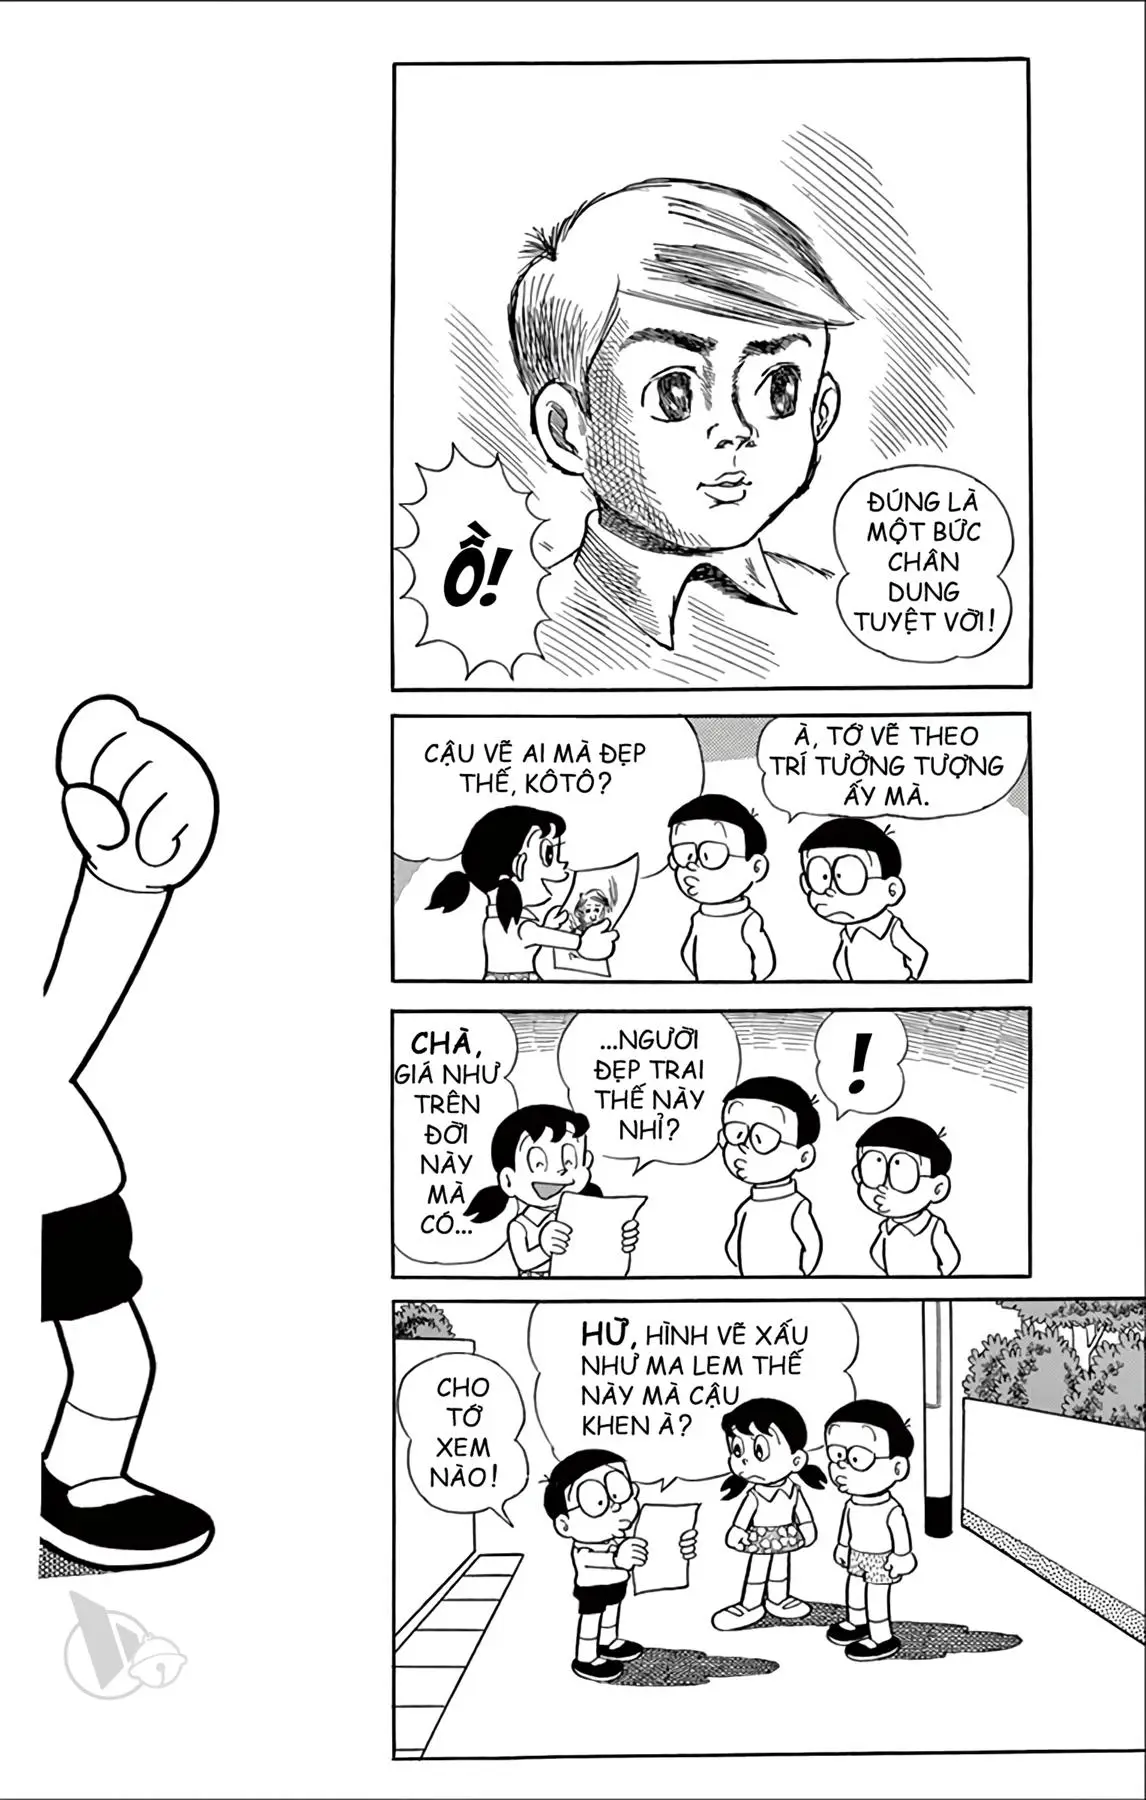 Ồ!
ĐÚNG LÀ
MỘT BỨC
CHÂN
DUNG
TUYỆT VỜI!
CẬU VẼ AI MÀ ĐẸP
THẾ, KÔTÔ?
À, TỚ VẼ THEO
TRÍ TƯỞNG TƯỢNG
ẤY MÀ.
CHÀ,
GIÁ NHƯ
TRÊN
ĐỜI
NÀY
MÀ
CÓ...
...NGƯỜI
ĐẸP TRAI
THẾ NÀY
NHỈ?
!
CHO
TỚ
XEM
NÀO!
HỪ, HÌNH VẼ XẤU
NHƯ MA LEM THẾ
NÀY MÀ CẬU
KHEN À?